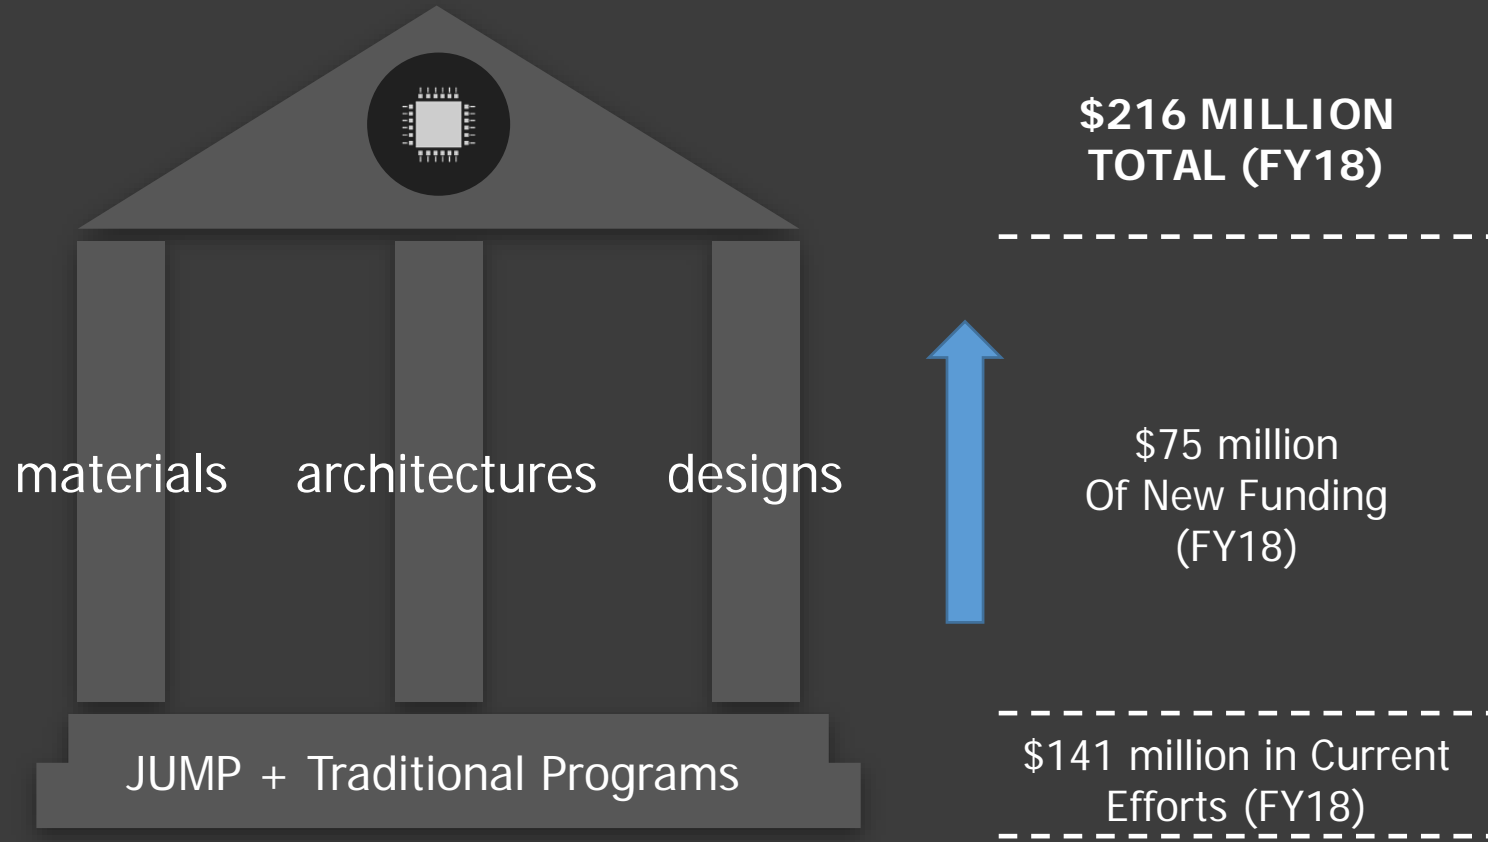 $216 MILLION
TOTAL (FY18)
materials
architectures
designs
$75 million
Of New Funding
(FY18)
JUMP + Traditional Programs
$141 million in Current
Efforts (FY18)